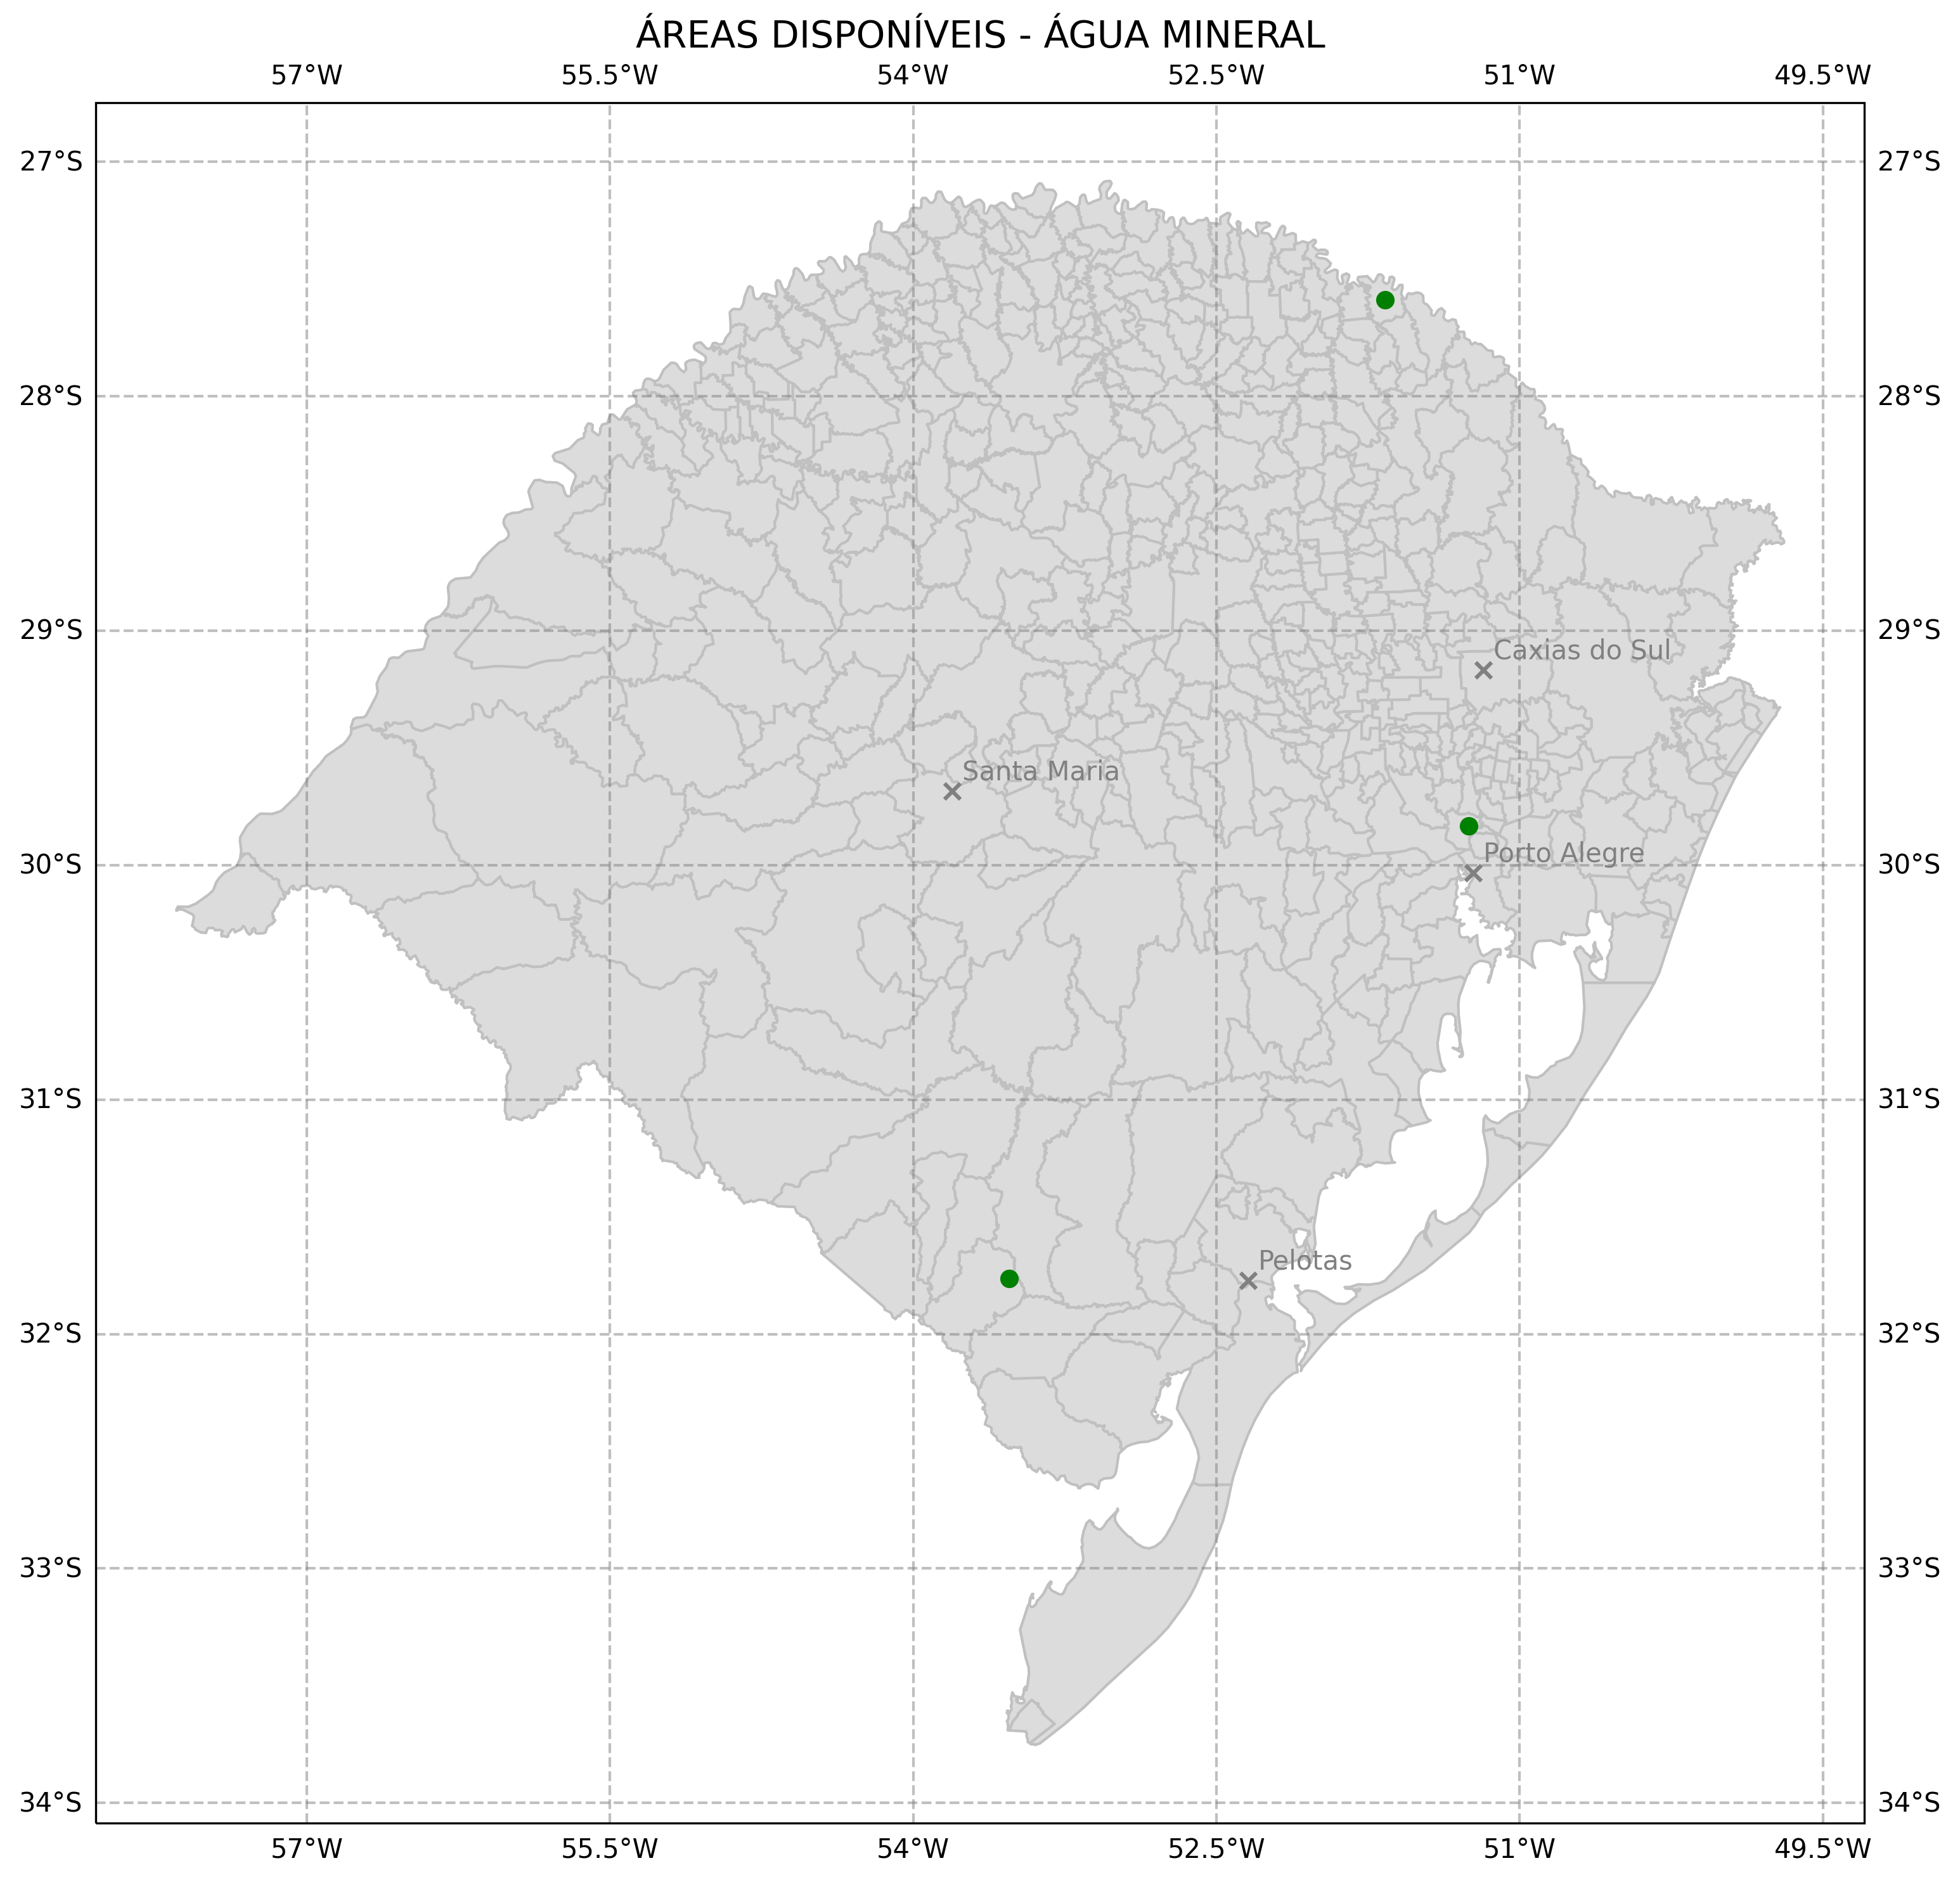 ÁREAS DISPONÍVEIS - ÁGUA MINERAL
57°W 55.5°W 54°W 52.5°W 51°W 49.5°W
27°S 27°S
28°S 28°S
29°S 29°S
Caxias do Sul
Santa Maria
Porto Alegre
30°S 30°S
31°S 31°S
Pelotas
32°S 32°S
33°S 33°S
34°S 34°S
57°W 55.5°W 54°W 52.5°W 51°W 49.5°W